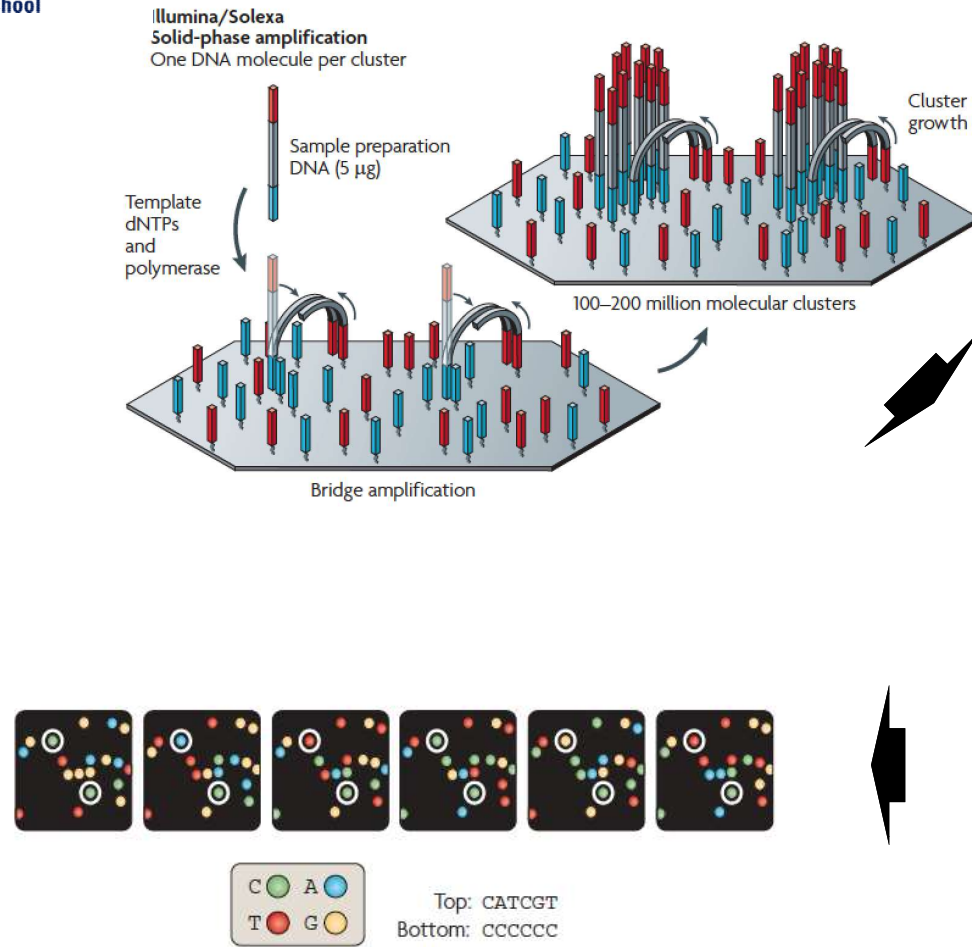 hool
Illumina/Solexa
Solid-phase amplification
One DNA molecule per cluster
Sample preparation
DNA (5 μg)
Template
dNTPs
and
polymerase
Cluster
growth
100–200 million molecular clusters
Bridge amplification
C A
T G
Top: CATCGT
Bottom: CCCCCC